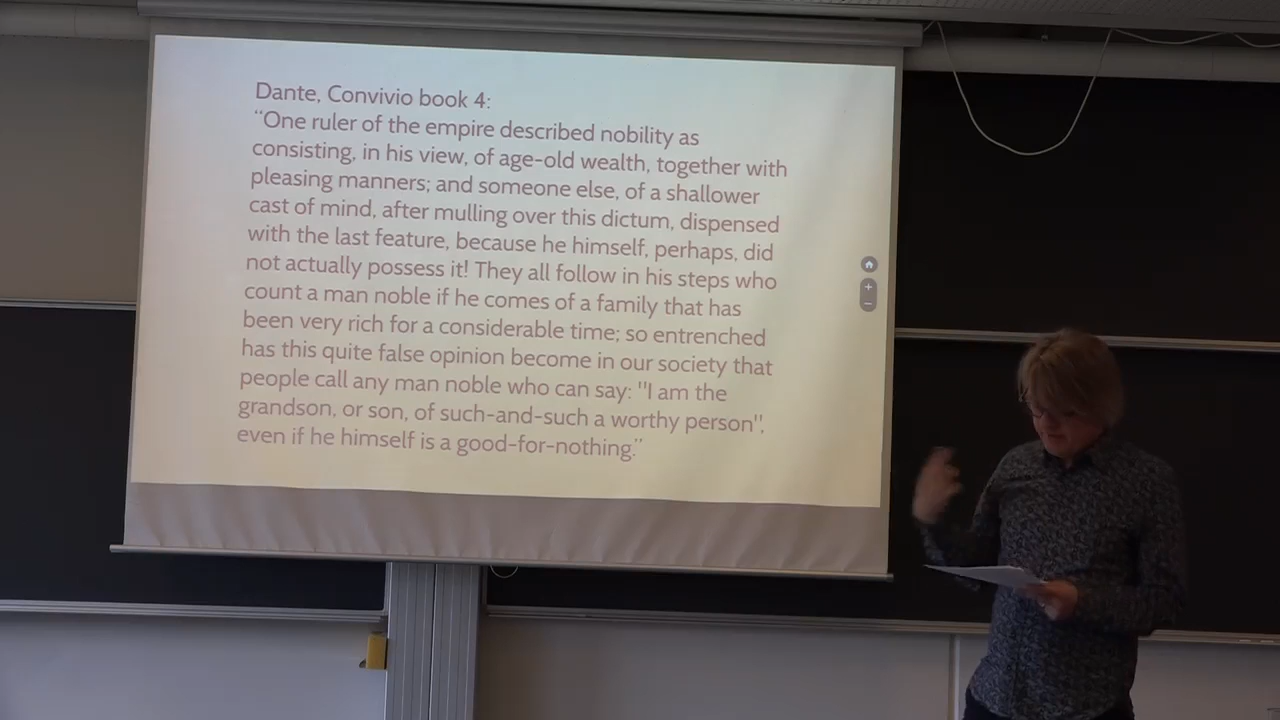 Dante, Convivio book 4:
“One ruler of the empire described nobility as
consisting, in his view, of age-old wealth, together with
pleasing manners; and someone else, of a shallower
cast of mind, after mulling over this dictum, dispensed
with the last feature, because he himself, perhaps, did
not actually possess it! They all follow in his steps who
count a man noble if he comes of a family that has
been very rich for a considerable time; so entrenched
has this quite false opinion become in our society that
people call any man noble who can say: "I am the
grandson, or son, of such-and-such a worthy person",
even if he himself is a good-for-nothing.”